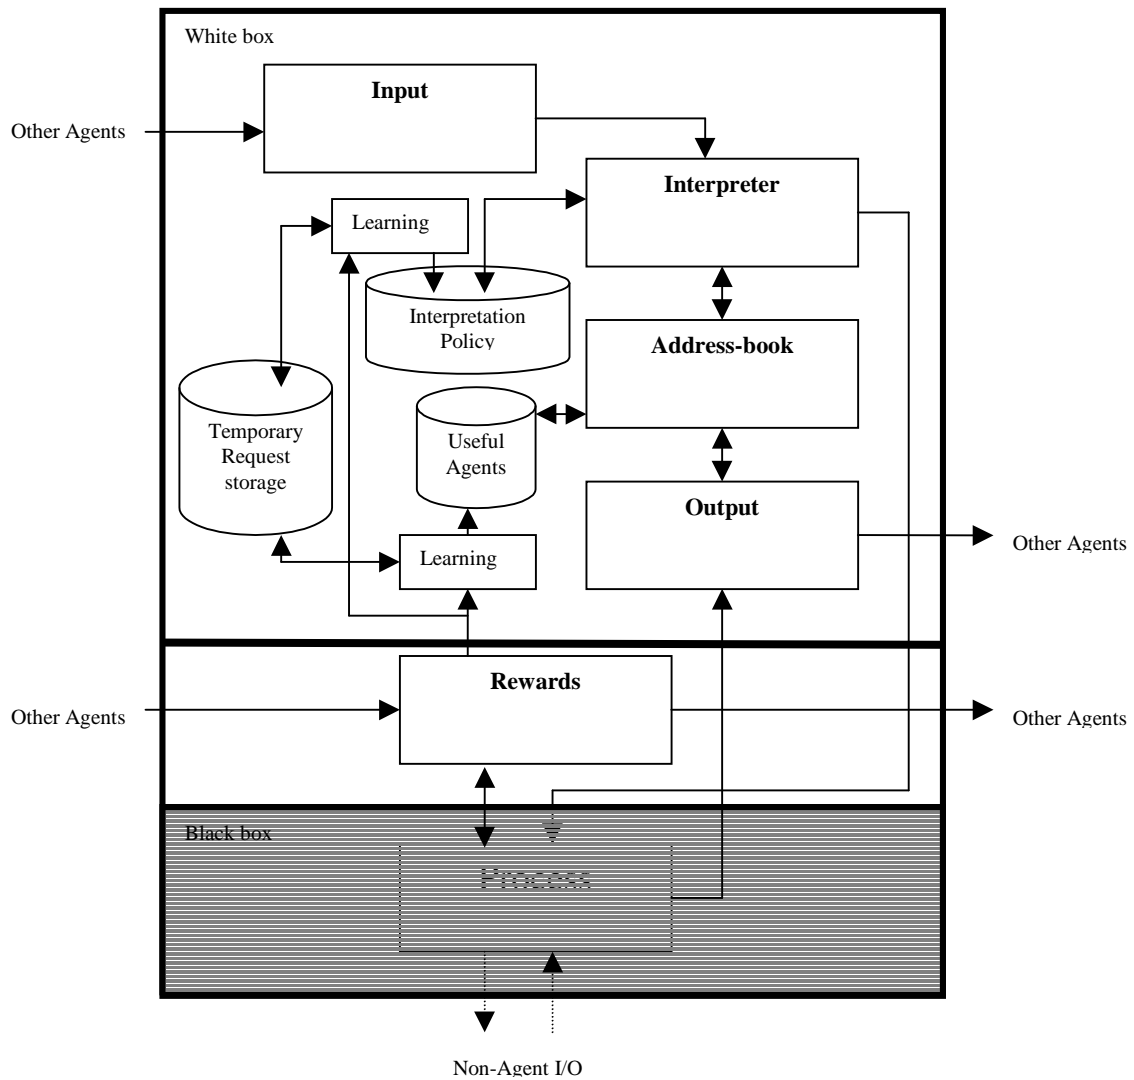 White box
Input
Other Agents
Interpreter
Learning
Interpretation
Policy
Address-book
Temporary
Request
storage
Useful
Agents
Output
Learning
Other Agents
Rewards
Other Agents
Other Agents
Black box
Process
Non-Agent I/O